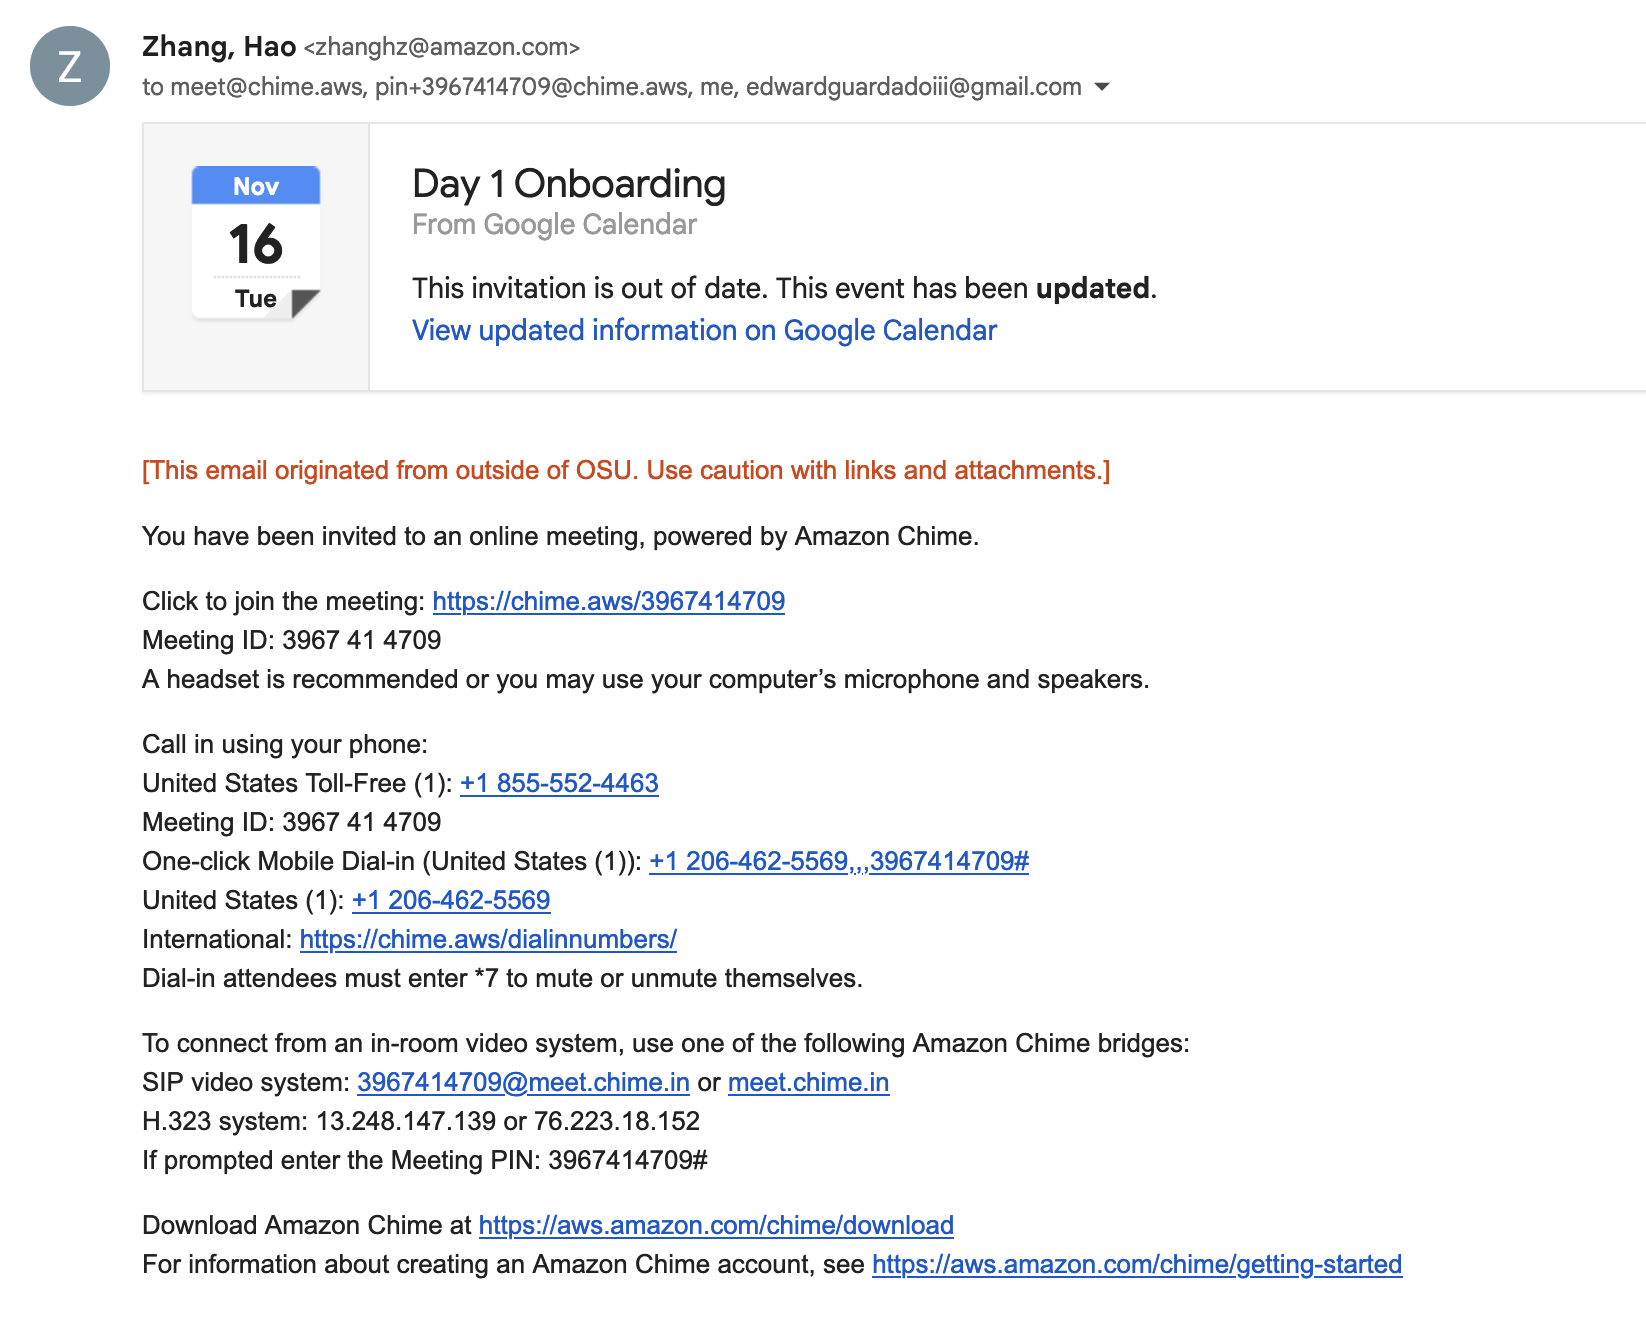 Z
Zhang, Hao <zhanghz@amazon.com>
to meet@chime.aws, pin+3967414709@chime.aws, me, edwardguardadoiii@gmail.com
Nov
16
Tue
Day 1 Onboarding
From Google Calendar
This invitation is out of date. This event has been updated.
View updated information on Google Calendar
[This email originated from outside of OSU. Use caution with links and attachments.]
You have been invited to an online meeting, powered by Amazon Chime.
Click to join the meeting: https://chime.aws/3967414709
Meeting ID: 3967 41 4709
A headset is recommended or you may use your computer’s microphone and speakers.
Call in using your phone:
United States Toll-Free (1): +1 855-552-4463
Meeting ID: 3967 41 4709
One-click Mobile Dial-in (United States (1)): +1 206-462-5569,,,3967414709#
United States (1): +1 206-462-5569
International: https://chime.aws/dialinnumbers/
Dial-in attendees must enter *7 to mute or unmute themselves.
To connect from an in-room video system, use one of the following Amazon Chime bridges:
SIP video system: 3967414709@meet.chime.in or meet.chime.in
H.323 system: 13.248.147.139 or 76.223.18.152
If prompted enter the Meeting PIN: 3967414709#
Download Amazon Chime at https://aws.amazon.com/chime/download
For information about creating an Amazon Chime account, see https://aws.amazon.com/chime/getting-started